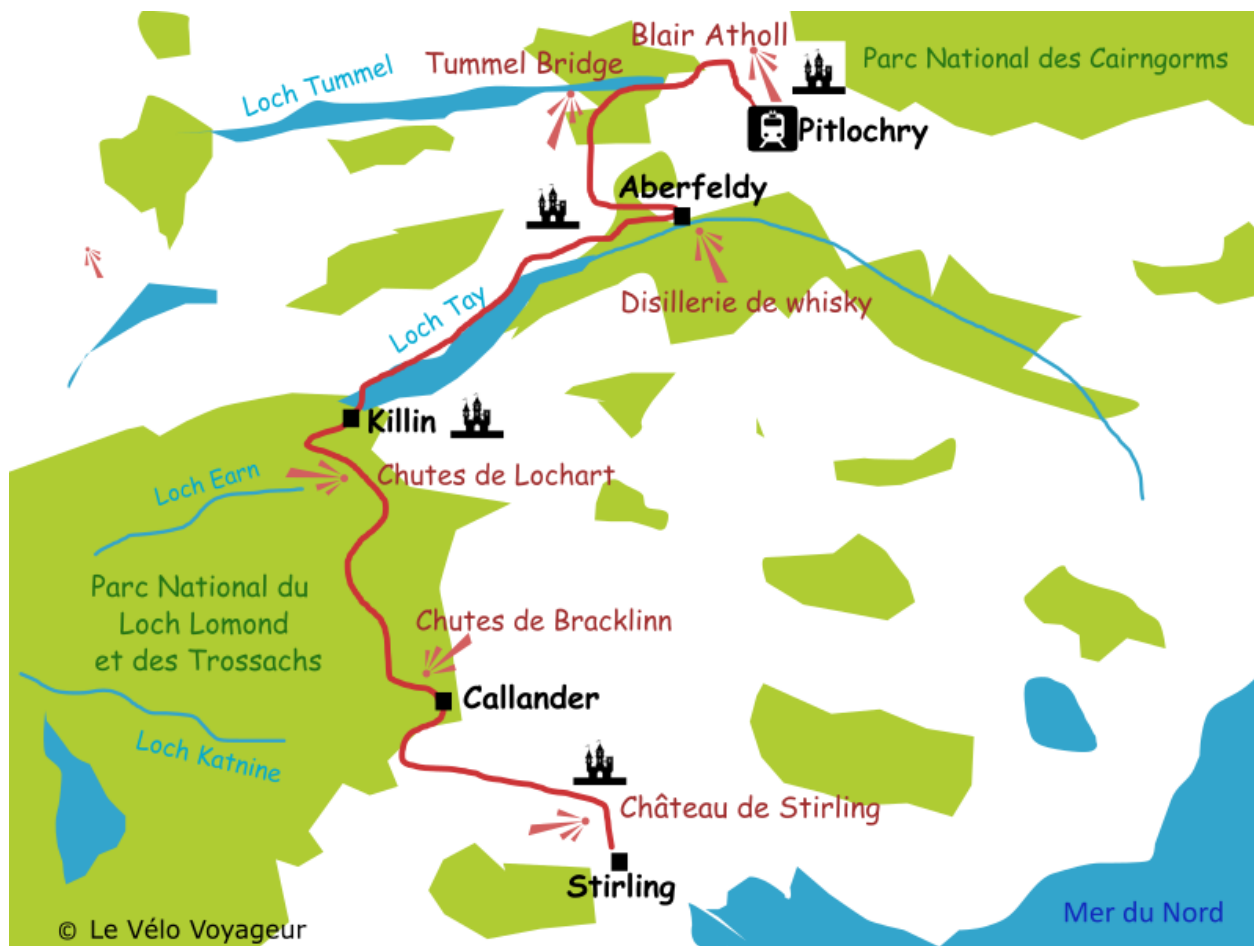 Blair Atholl
Parc National des Cairngorms
Tummel Bridge
Loch Tummel
Pitlochry
Aberfeldy
Disillerie de whisky
Loch Tay
Killin
Chutes de Lochart
Loch Earn
Parc National du
Loch Lomond
et des Trossachs
Chutes de Bracklinn
Callander
Loch Katnine
Château de Stirling
Stirling
Mer du Nord
© Le Vélo Voyageur